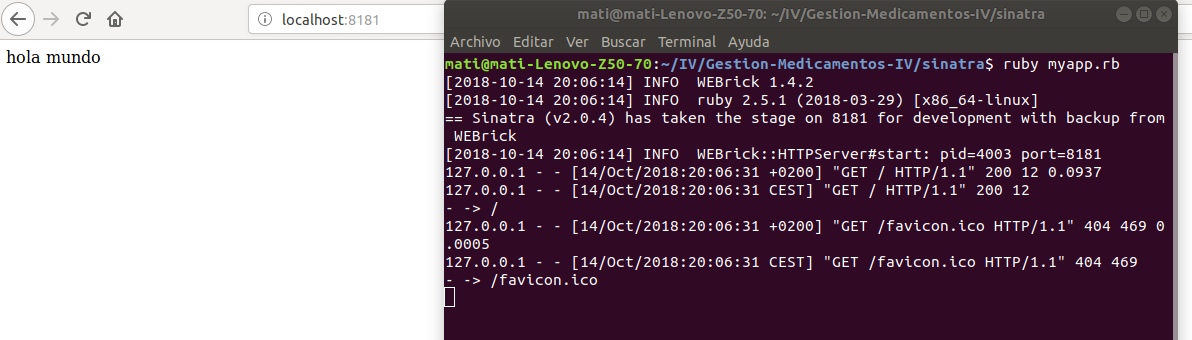 localhost:8181
hola mundo
mati@mati-Lenovo-Z50-70: ~/IV/Gestion-Medicamentos-IV/sinatra
Archivo Editar Ver Buscar Terminal Ayuda
mati@mati-Lenovo-Z50-70:~/IV/Gestion-Medicamentos-IV/sinatra$ ruby myapp.rb
[2018-10-14 20:06:14] INFO  WEBrick 1.4.2
[2018-10-14 20:06:14] INFO  ruby 2.5.1 (2018-03-29) [x86_64-linux]
== Sinatra (v2.0.4) has taken the stage on 8181 for development with backup from
 WEBrick
[2018-10-14 20:06:14] INFO  WEBrick::HTTPServer#start: pid=4003 port=8181
127.0.0.1 - - [14/Oct/2018:20:06:31 +0200] "GET / HTTP/1.1" 200 12 0.0937
127.0.0.1 - - [14/Oct/2018:20:06:31 CEST] "GET / HTTP/1.1" 200 12
- -> /
127.0.0.1 - - [14/Oct/2018:20:06:31 +0200] "GET /favicon.ico HTTP/1.1" 404 469 0
.0005
127.0.0.1 - - [14/Oct/2018:20:06:31 CEST] "GET /favicon.ico HTTP/1.1" 404 469
- -> /favicon.ico